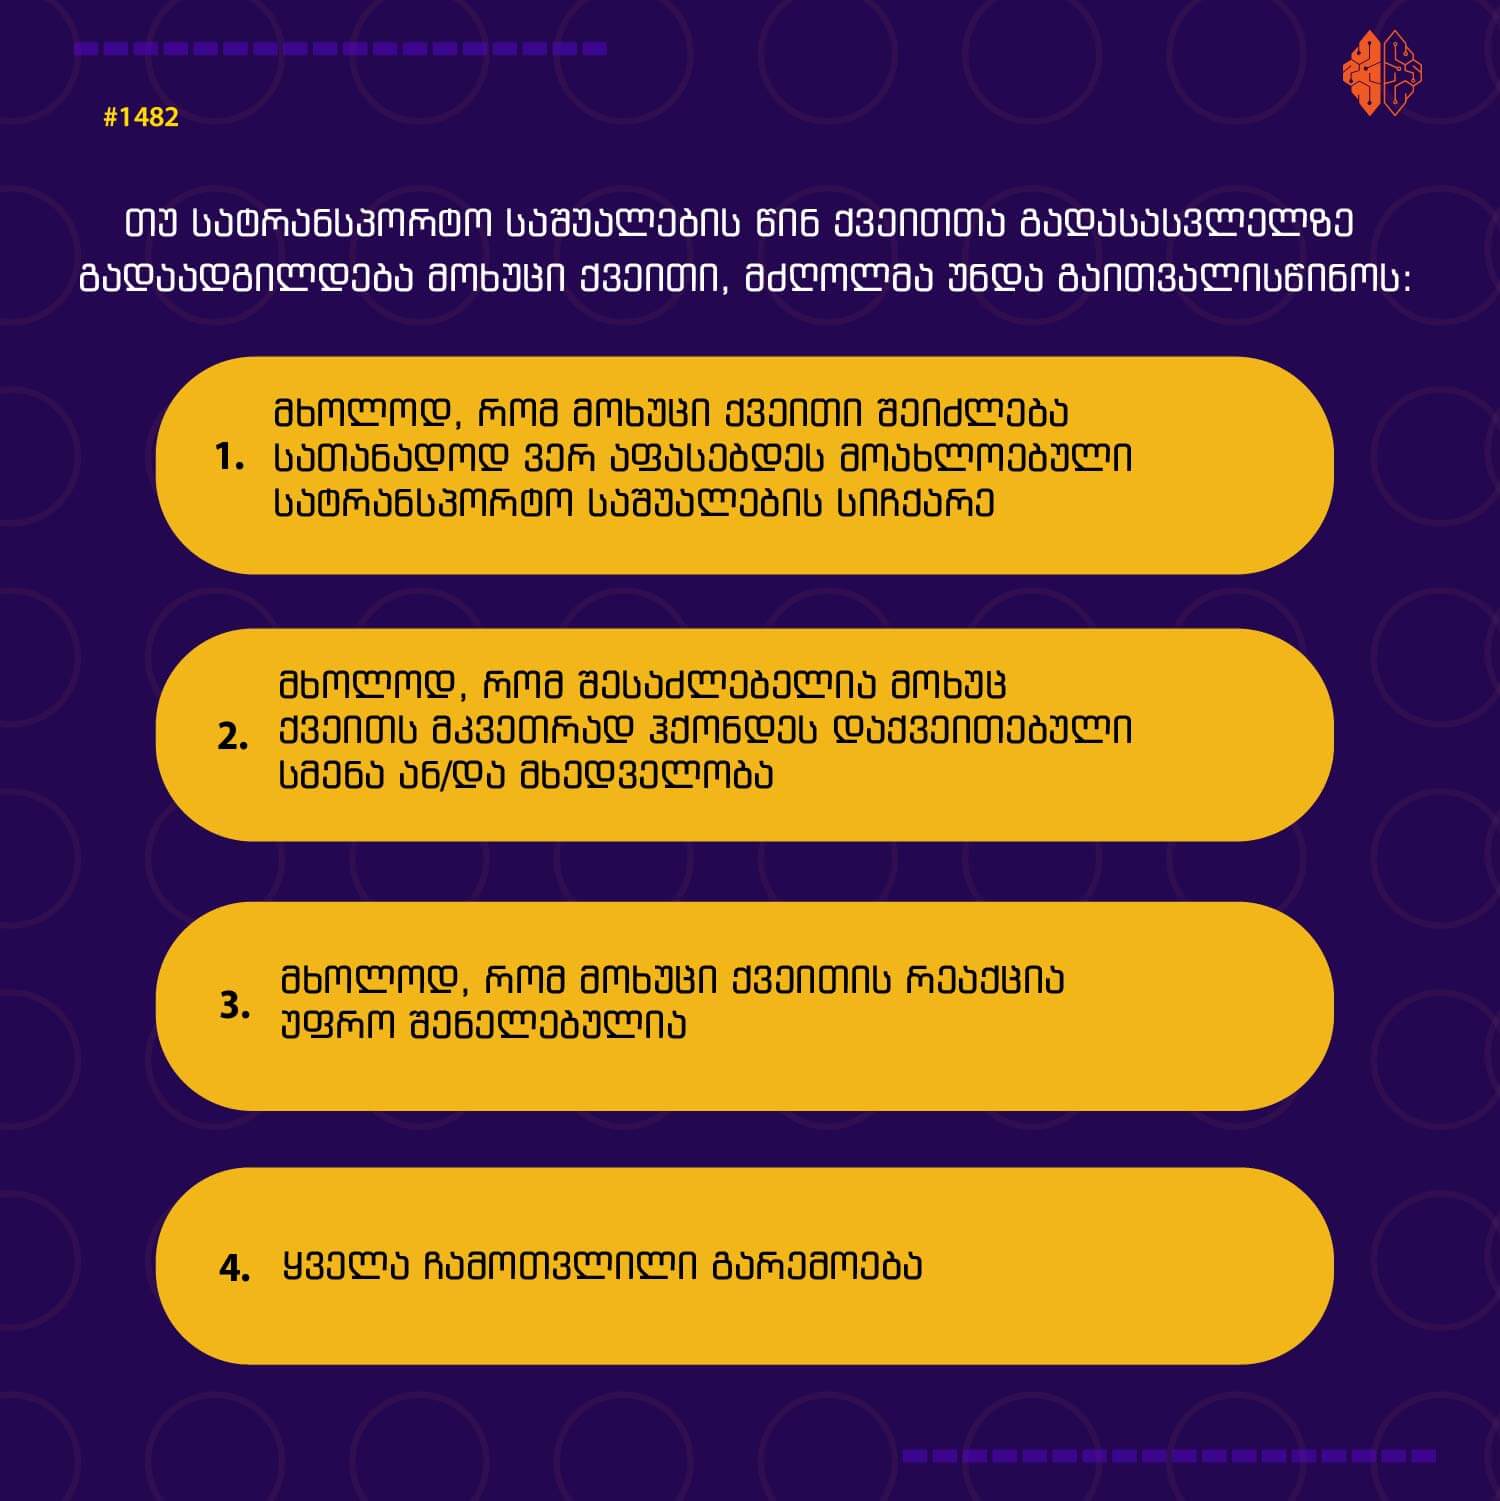 #1482
თუ სატრანსპორტო საშუალების წინ ქვეითთა გადასასვლელზე
გადაადგილდება მოხუცი ქვეითი, მძღოლმა უნდა გაითვალისწინოს:
1. მხოლოდ, რომ მოხუცი ქვეითი შეიძლება
სათანადოდ ვერ აფასებდეს მოახლოებული
სატრანსპორტო საშუალების სიჩქარე
2. მხოლოდ, რომ შესაძლებელია მოხუც
ქვეითს მკვეთრად ჰქონდეს დაქვეითებული
სმენა ან/და მხედველობა
3. მხოლოდ, რომ მოხუცი ქვეითის რეაქცია
უფრო შენელებულია
4. ყველა ჩამოთვლილი გარემოება